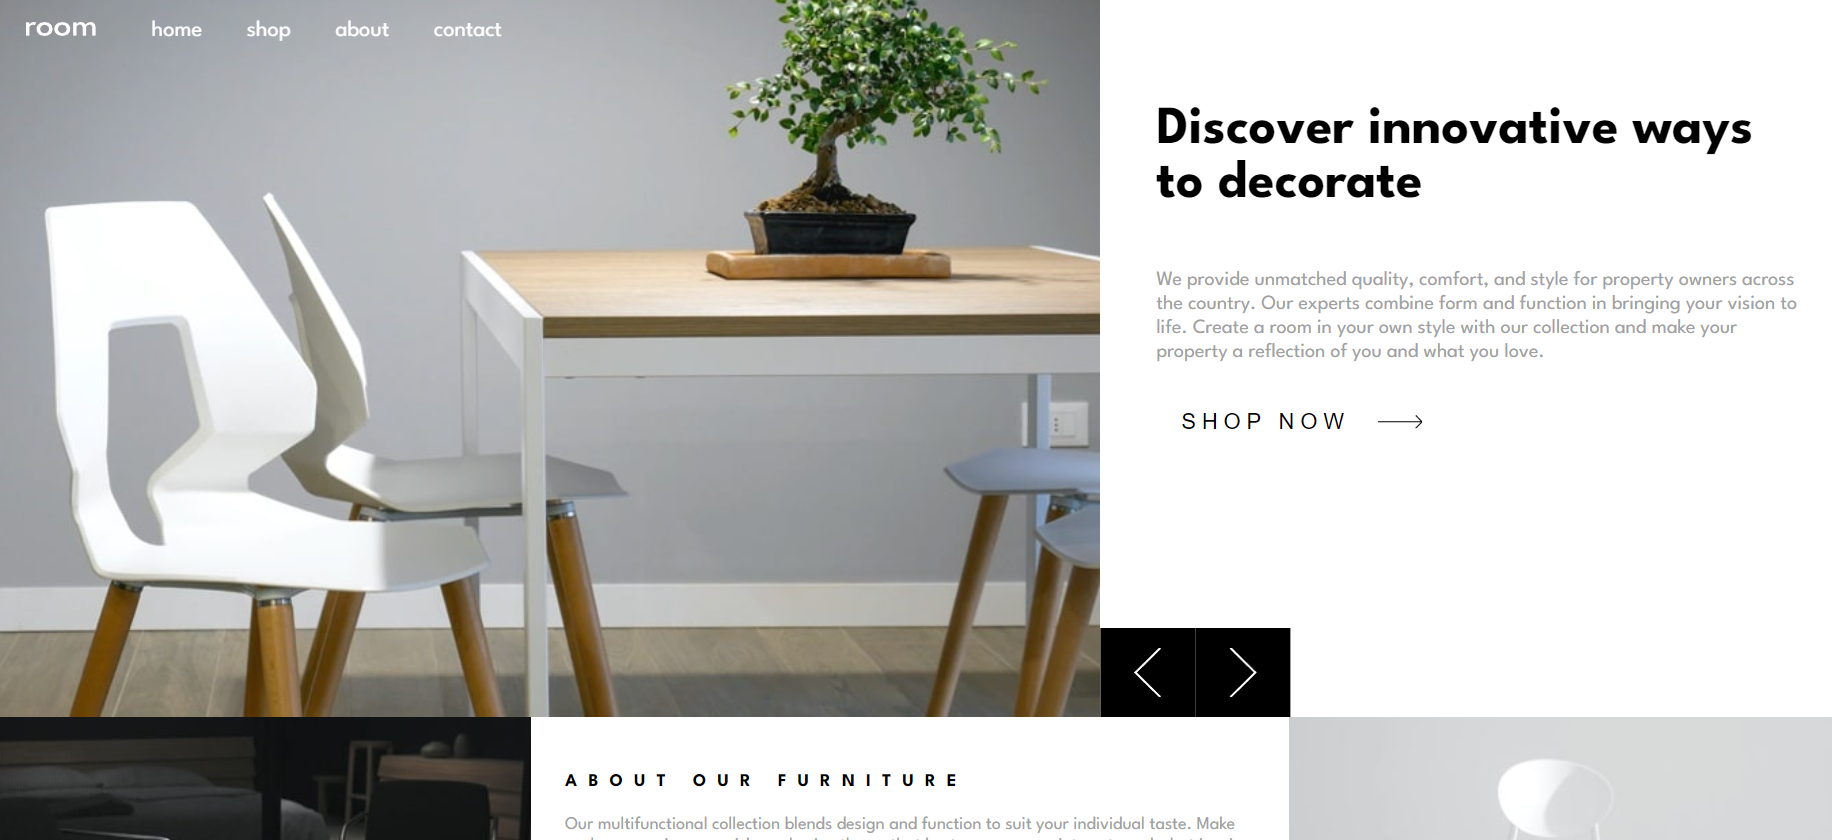 room home shop about contact
Discover innovative ways
to decorate
We provide unmatched quality, comfort, and style for property owners across
the country. Our experts combine form and function in bringing your vision to
life. Create a room in your own style with our collection and make your
property a reflection of you and what you love.
SHOP NOW
ABOUT OUR FURNITURE
Our multifunctional collection blends design and function to suit your individual taste. Make